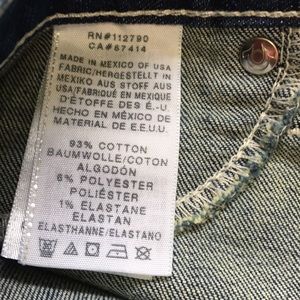 RN#112790
CA#67414
MADE IN MEXICO OF USA
FABRIC/HERGESTELLT IN
MEXIKO AUS STOFF AUS
USA/FABRIQUÉ EN MEXIQUE
D'ÉTOFFE DES É.-U
HECHO EN MÉXICO DE
MATERIAL DE E.E.U.U.
93% COTTON
BAUMWOLLE/COTON
ALGODÓN
6% POLYESTER
POLIÉSTER
1% ELASTANE
ELASTAN
ELASTHANNE/ELASTANO